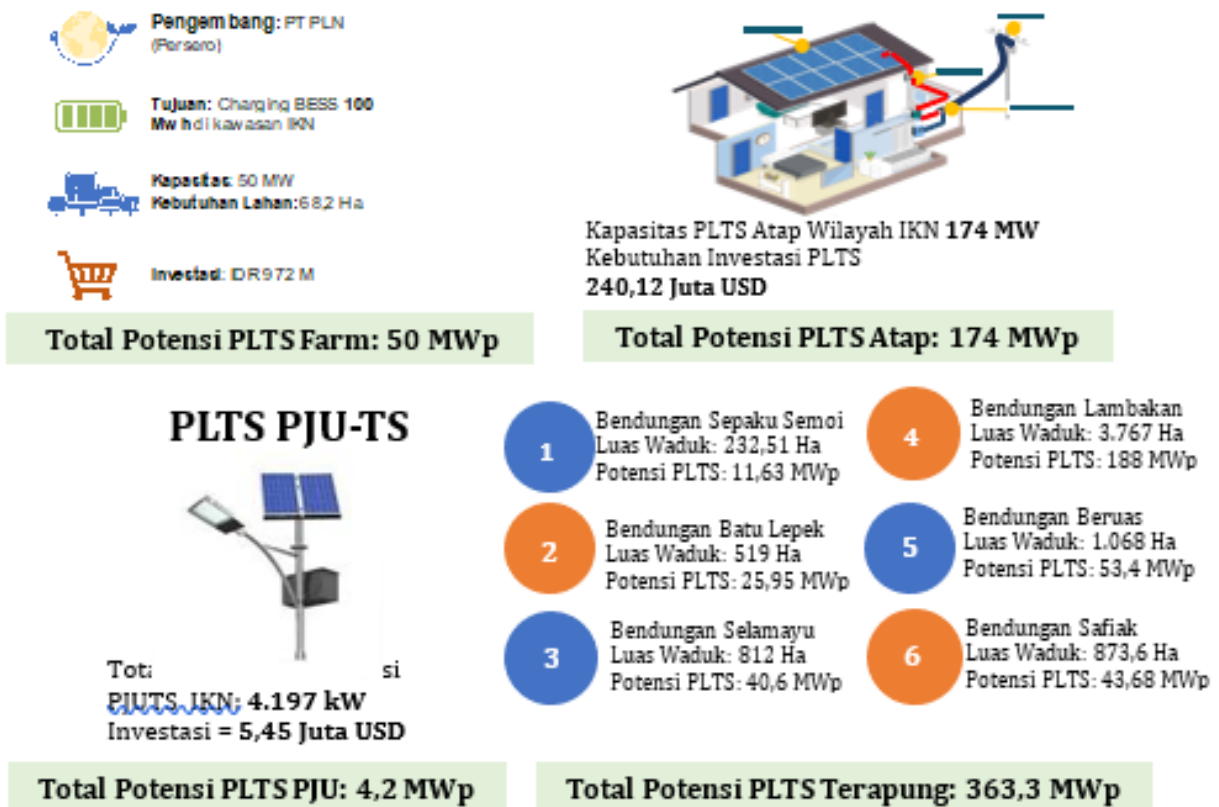 Pengembang: PT PLN
(Persero)
Tujuan: Charging BESS 100
Mwh di kawasan IKN
Kapasitas: 50 MW
Kebutuhan Lahan: 68,2 Ha
Investasi: IDR 972 M
Total Potensi PLTS Farm: 50 MWp
Kapasitas PLTS Atap Wilayah IKN 174 MW
Kebutuhan Investasi PLTS
240,12 Juta USD
Total Potensi PLTS Atap: 174 MWp
PLTS PJU-TS
si
PJUTS IKN: 4.197 kW
Investasi = 5,45 Juta USD
Total Potensi PLTS PJU: 4,2 MWp
1
Bendungan Sepaku Semoi
Luas Waduk: 232,51 Ha
Potensi PLTS: 11,63 MWp
2
Bendungan Batu Lepek
Luas Waduk: 519 Ha
Potensi PLTS: 25,95 MWp
3
Bendungan Selamayu
Luas Waduk: 812 Ha
Potensi PLTS: 40,6 MWp
4
Bendungan Lambakan
Luas Waduk: 3.767 Ha
Potensi PLTS: 188 MWp
5
Bendungan Beruas
Luas Waduk: 1.068 Ha
Potensi PLTS: 53,4 MWp
6
Bendungan Safiak
Luas Waduk: 873,6 Ha
Potensi PLTS: 43,68 MWp
Total Potensi PLTS Terapung: 363,3 MWp